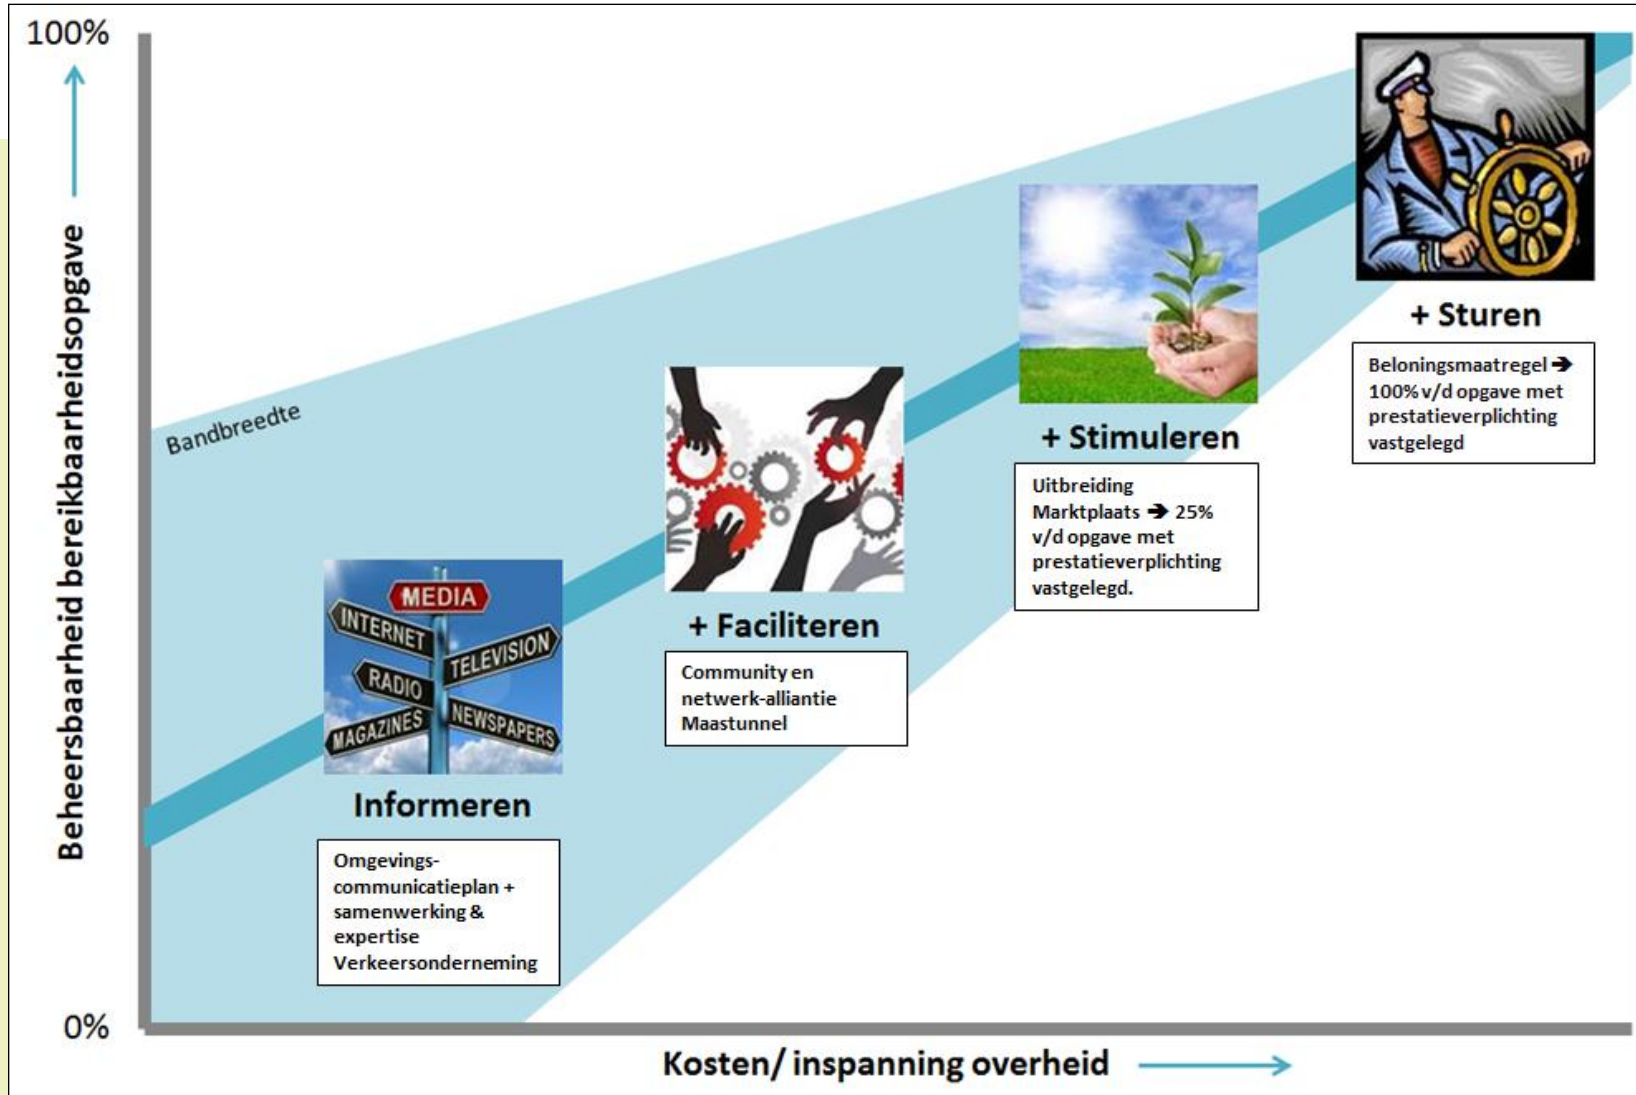 100%
Beheersbaarheid bereikbaarheidsopgave
0%
Bandbreedte
MEDIA
INTERNET
TELEVISION
RADIO
MAGAZINES
NEWSPAPERS
Informeren
Omgevings-
communicatieplan +
samenwerking &
expertise
Verkeersonderneming
+ Faciliteren
Community en
netwerk-alliantie
Maastunnel
+ Stimuleren
Uitbreiding
Marktplaats ➔ 25%
v/d opgave met
prestatieverplichting
vastgelegd.
+ Sturen
Beloningsmaatregel ➔
100% v/d opgave met
prestatieverplichting
vastgelegd
Kosten/ inspanning overheid